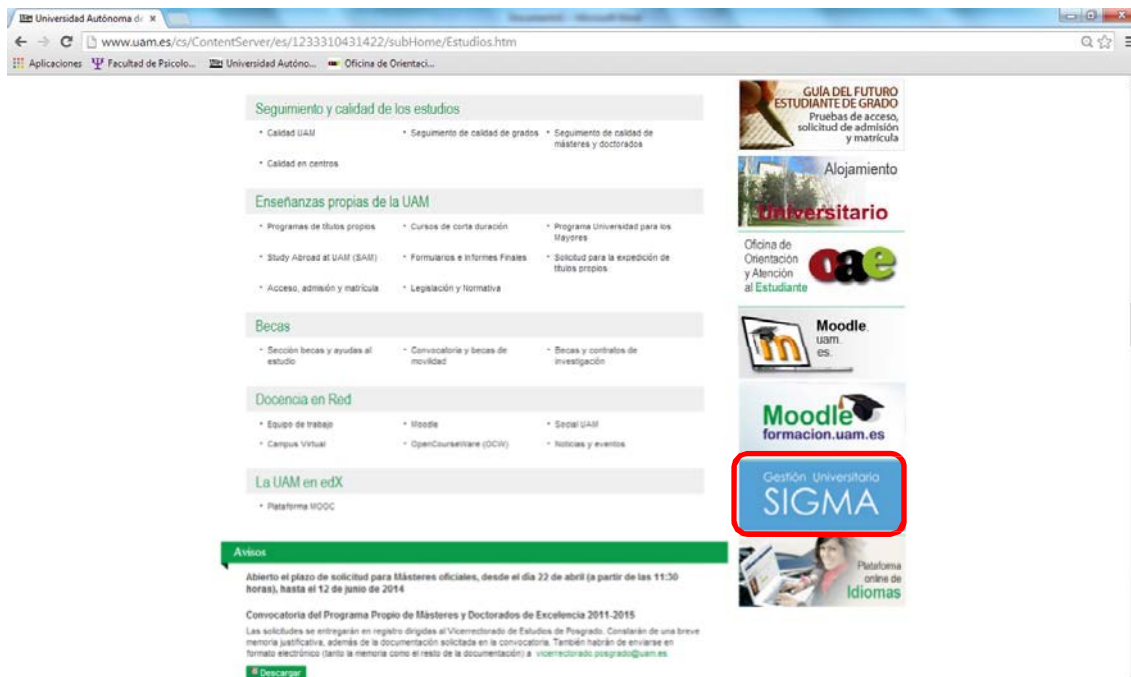 Universidad Autónoma de
www.uam.es/cs/ContentServer/es/1233310431422/subHome/Estudios.htm
Aplicaciones
Facultad de Psicolo...
Universidad Autóno...
Oficina de Orientaci...
Seguimiento y calidad de los estudios
Calidad UAM
Seguimiento de calidad de grados
Seguimiento de calidad de
másteres y doctorados
Calidad en centros
Enseñanzas propias de la UAM
Programas de títulos propios
Cursos de corta duración
Programa Universidad para los
Mayores
Study Abroad at UAM (SAM)
Formularios e Informes Finales
Solicitud para la expedición de
títulos propios
Acceso, admisión y matrícula
Legislación y Normativa
Becas
Sección becas y ayudas al
estudio
Convocatoria y becas de
movilidad
Becas y contratos de
investigación
Docencia en Red
Equipo de trabajo
Moodle
Social UAM
Campus Virtual
OpenCourseWare (OCW)
Noticias y eventos
La UAM en edX
Plataforma MOOC
Avisos
Abierto el plazo de solicitud para Másteres oficiales, desde el día 22 de abril (a partir de las 11:30
horas), hasta el 12 de junio de 2014
Convocatoria del Programa Propio de Másteres y Doctorados de Excelencia 2011-2015
Las solicitudes se entregarán en registro dirigidas al Vicerrectorado de Estudios de Posgrado. Constarán de una breve
memoria justificativa, además de la documentación solicitada en la convocatoria. También habrán de enviarse en
formato electrónico (tanto la memoria como el resto de la documentación) a vicerrectorado.posgrado@uam.es
Descargar
GUÍA DEL FUTURO
ESTUDIANTE DE GRADO
Pruebas de acceso,
solicitud de admisión
y matrícula
Alojamiento
Universitario
Oficina de
Orientación
y Atención
al Estudiante
oae
Moodle.
uam.
es.
Moodle
formacion.uam.es
Gestión Universitaria
SIGMA
Plataforma
online de
Idiomas